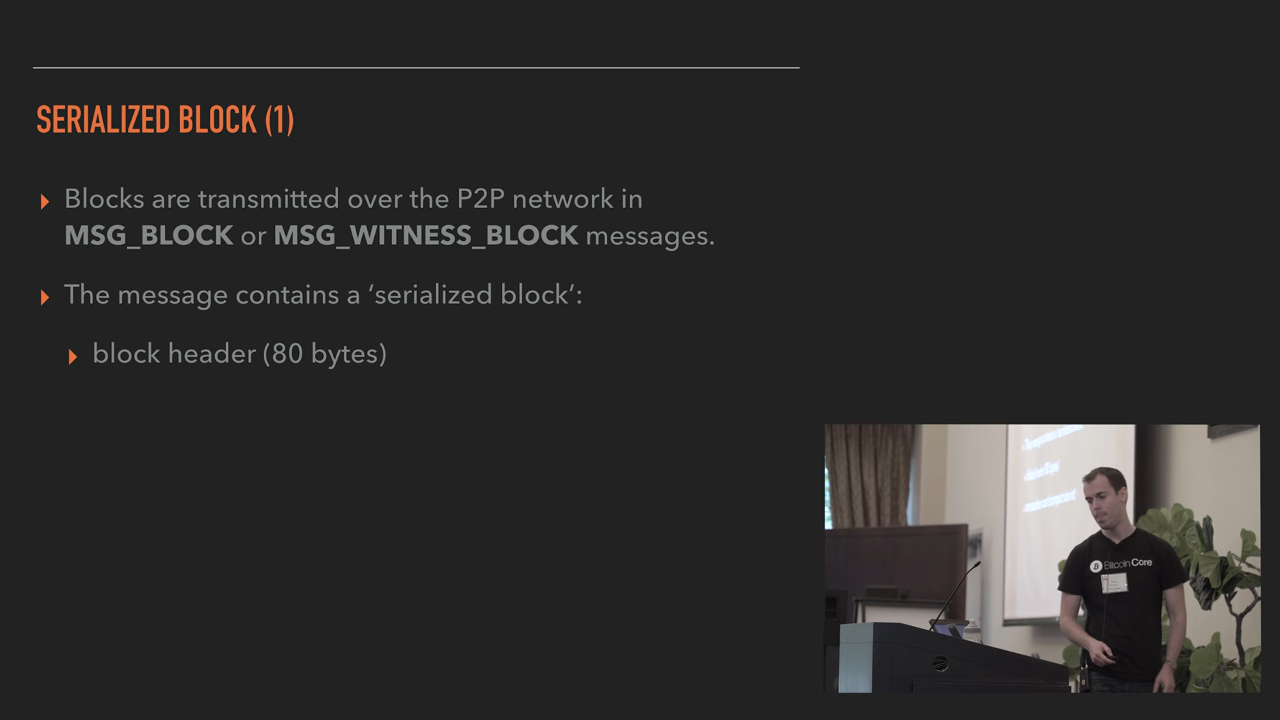 SERIALIZED BLOCK (1)
▸ Blocks are transmitted over the P2P network in
MSG_BLOCK or MSG_WITNESS_BLOCK messages.
▸ The message contains a ‘serialized block’:
▸ block header (80 bytes)
Bitcoin Core